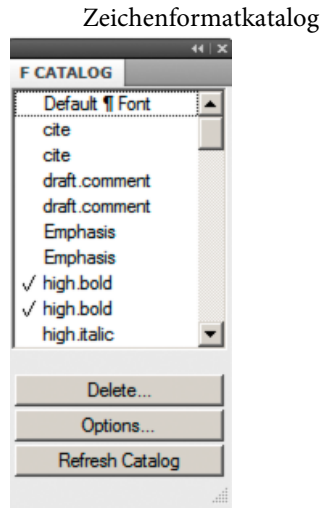 Zeichenformatkatalog
F CATALOG
Default ¶ Font
cite
cite
draft.comment
draft.comment
Emphasis
Emphasis
✓ high.bold
✓ high.bold
high.italic
Delete...
Options...
Refresh Catalog